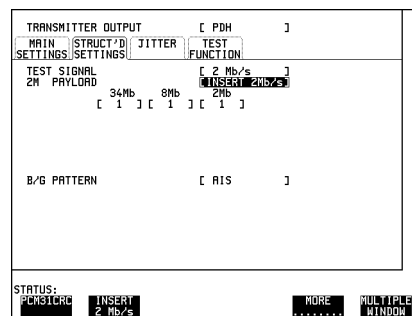 TRANSMITTER OUTPUT [ PDH ]
MAIN SETTINGS STRUCT'D SETTINGS JITTER TEST FUNCTION
TEST SIGNAL [ 2 Mb/s ]
2M PAYLOAD [INSERT 2Mb/s]
34Mb 8Mb 2Mb
[ 1 ] [ 1 ] [ 1 ]
B/G PATTERN [ AIS ]
STATUS:
PCM31CRC INSERT 2 Mb/s MORE ........ MULTIPLE WINDOW